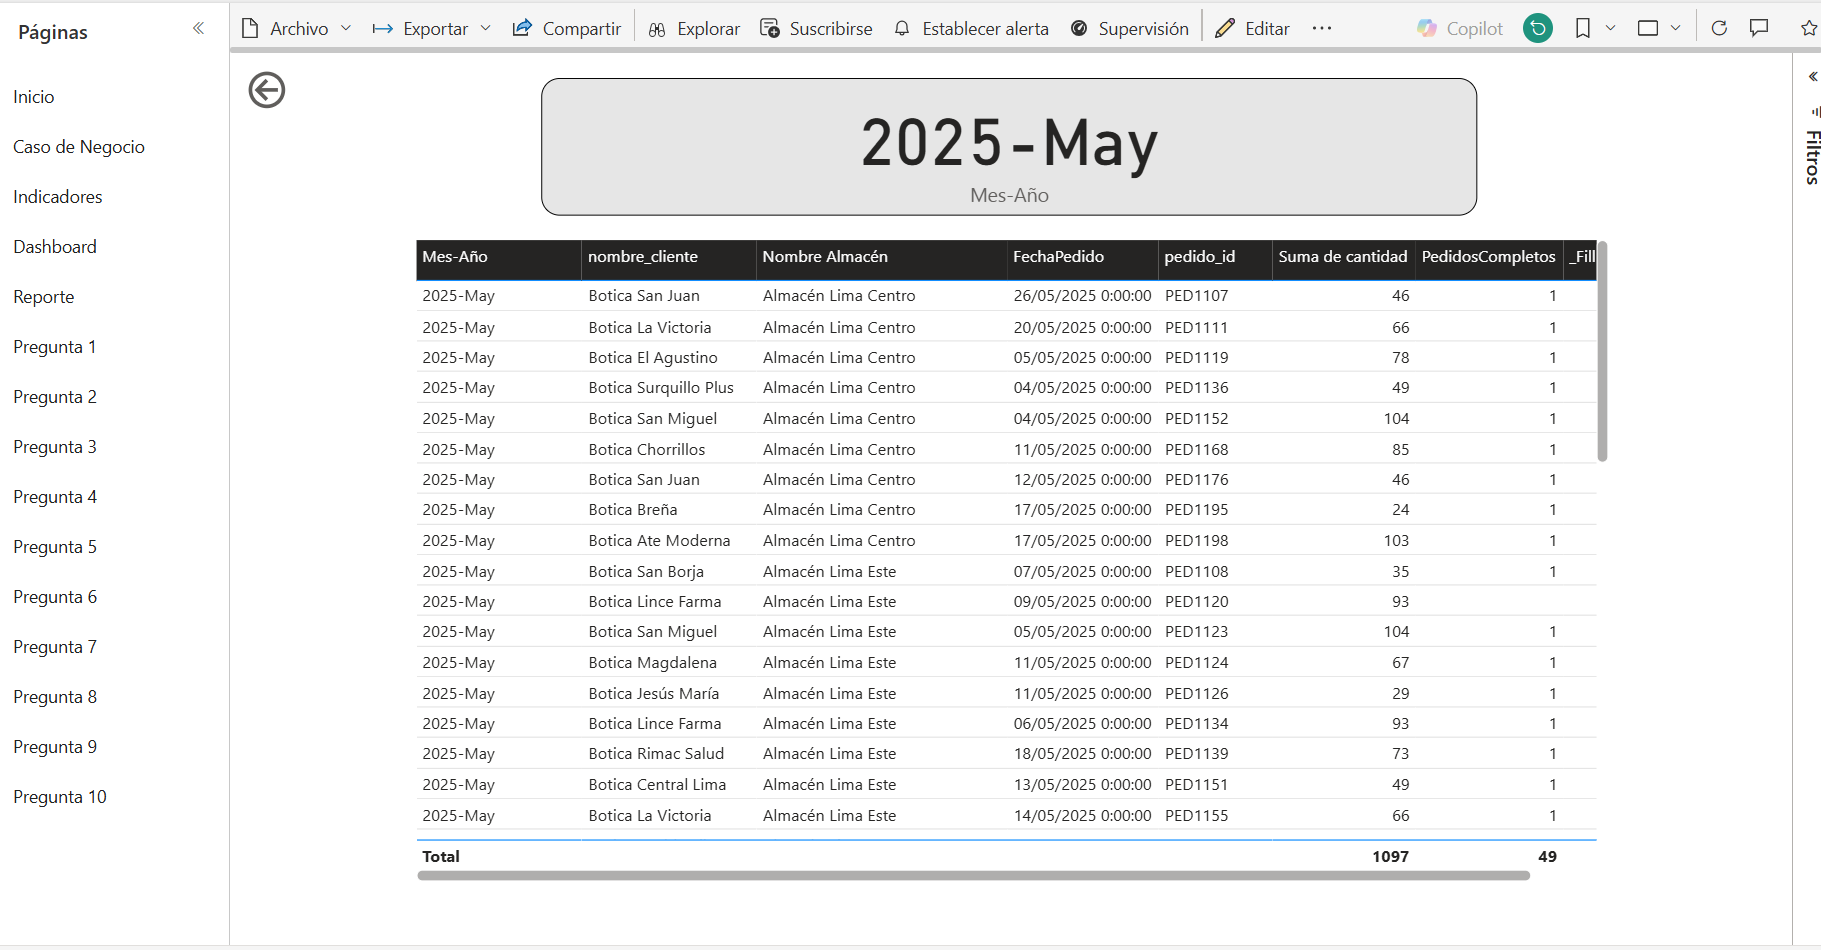 Páginas
Archivo Exportar Compartir Explorar Suscribirse Establecer alerta Supervisión Editar ... Copilot
Inicio
Caso de Negocio
Indicadores
Dashboard
Reporte
Pregunta 1
Pregunta 2
Pregunta 3
Pregunta 4
Pregunta 5
Pregunta 6
Pregunta 7
Pregunta 8
Pregunta 9
Pregunta 10
2025-May
Mes-Año
Mes-Año nombre_cliente Nombre Almacén FechaPedido pedido_id Suma de cantidad PedidosCompletos _Fill
2025-May Botica San Juan Almacén Lima Centro 26/05/2025 0:00:00 PED1107 46 1
2025-May Botica La Victoria Almacén Lima Centro 20/05/2025 0:00:00 PED1111 66 1
2025-May Botica El Agustino Almacén Lima Centro 05/05/2025 0:00:00 PED1119 78 1
2025-May Botica Surquillo Plus Almacén Lima Centro 04/05/2025 0:00:00 PED1136 49 1
2025-May Botica San Miguel Almacén Lima Centro 04/05/2025 0:00:00 PED1152 104 1
2025-May Botica Chorrillos Almacén Lima Centro 11/05/2025 0:00:00 PED1168 85 1
2025-May Botica San Juan Almacén Lima Centro 12/05/2025 0:00:00 PED1176 46 1
2025-May Botica Breña Almacén Lima Centro 17/05/2025 0:00:00 PED1195 24 1
2025-May Botica Ate Moderna Almacén Lima Centro 17/05/2025 0:00:00 PED1198 103 1
2025-May Botica San Borja Almacén Lima Este 07/05/2025 0:00:00 PED1108 35 1
2025-May Botica Lince Farma Almacén Lima Este 09/05/2025 0:00:00 PED1120 93
2025-May Botica San Miguel Almacén Lima Este 05/05/2025 0:00:00 PED1123 104 1
2025-May Botica Magdalena Almacén Lima Este 11/05/2025 0:00:00 PED1124 67 1
2025-May Botica Jesús María Almacén Lima Este 11/05/2025 0:00:00 PED1126 29 1
2025-May Botica Lince Farma Almacén Lima Este 06/05/2025 0:00:00 PED1134 93 1
2025-May Botica Rimac Salud Almacén Lima Este 18/05/2025 0:00:00 PED1139 73 1
2025-May Botica Central Lima Almacén Lima Este 13/05/2025 0:00:00 PED1151 49 1
2025-May Botica La Victoria Almacén Lima Este 14/05/2025 0:00:00 PED1155 66 1
Total 1097 49
Filtros